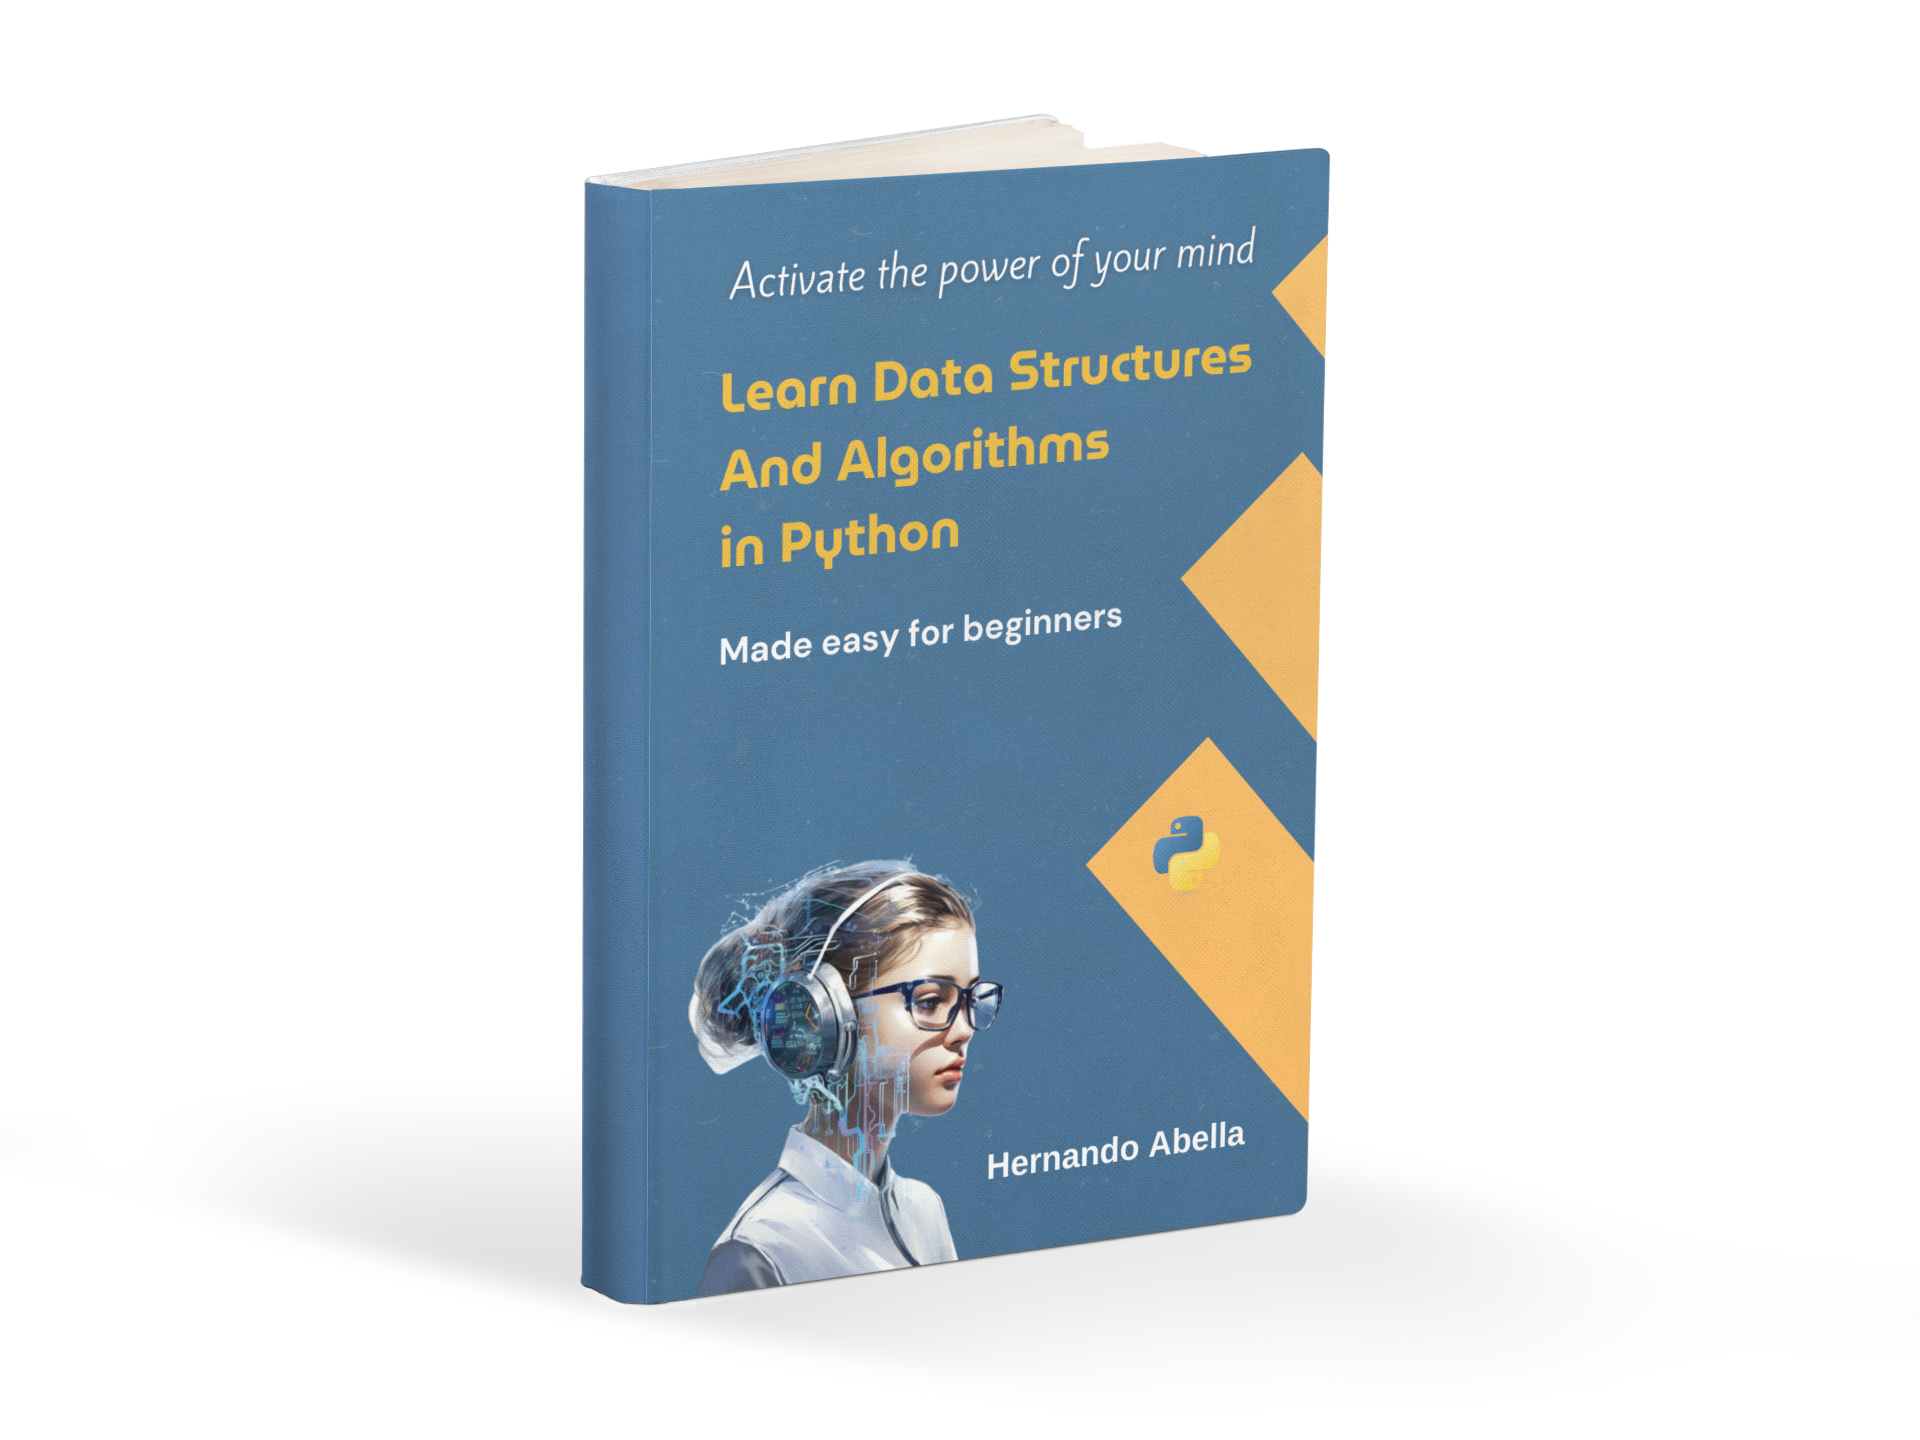 Activate the power of your mind
Learn Data Structures
And Algorithms
in Python
Made easy for beginners
Hernando Abella